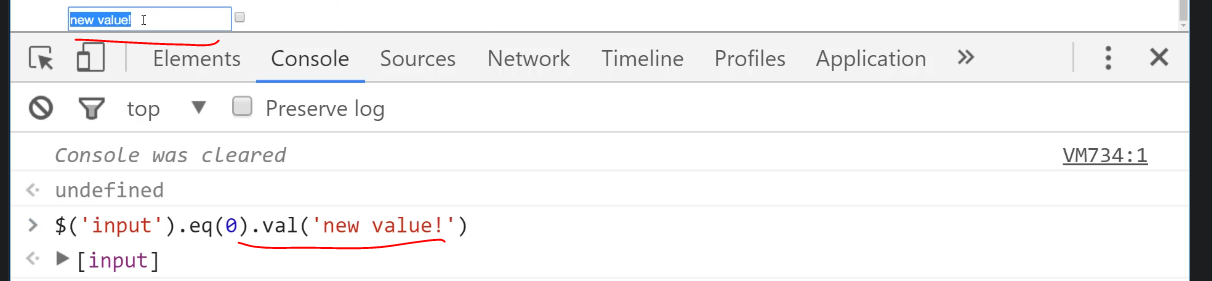 new value!
Elements Console Sources Network Timeline Profiles Application »
top ▼ Preserve log
Console was cleared VM734:1
undefined
> $('input').eq(0).val('new value!')
▶[input]